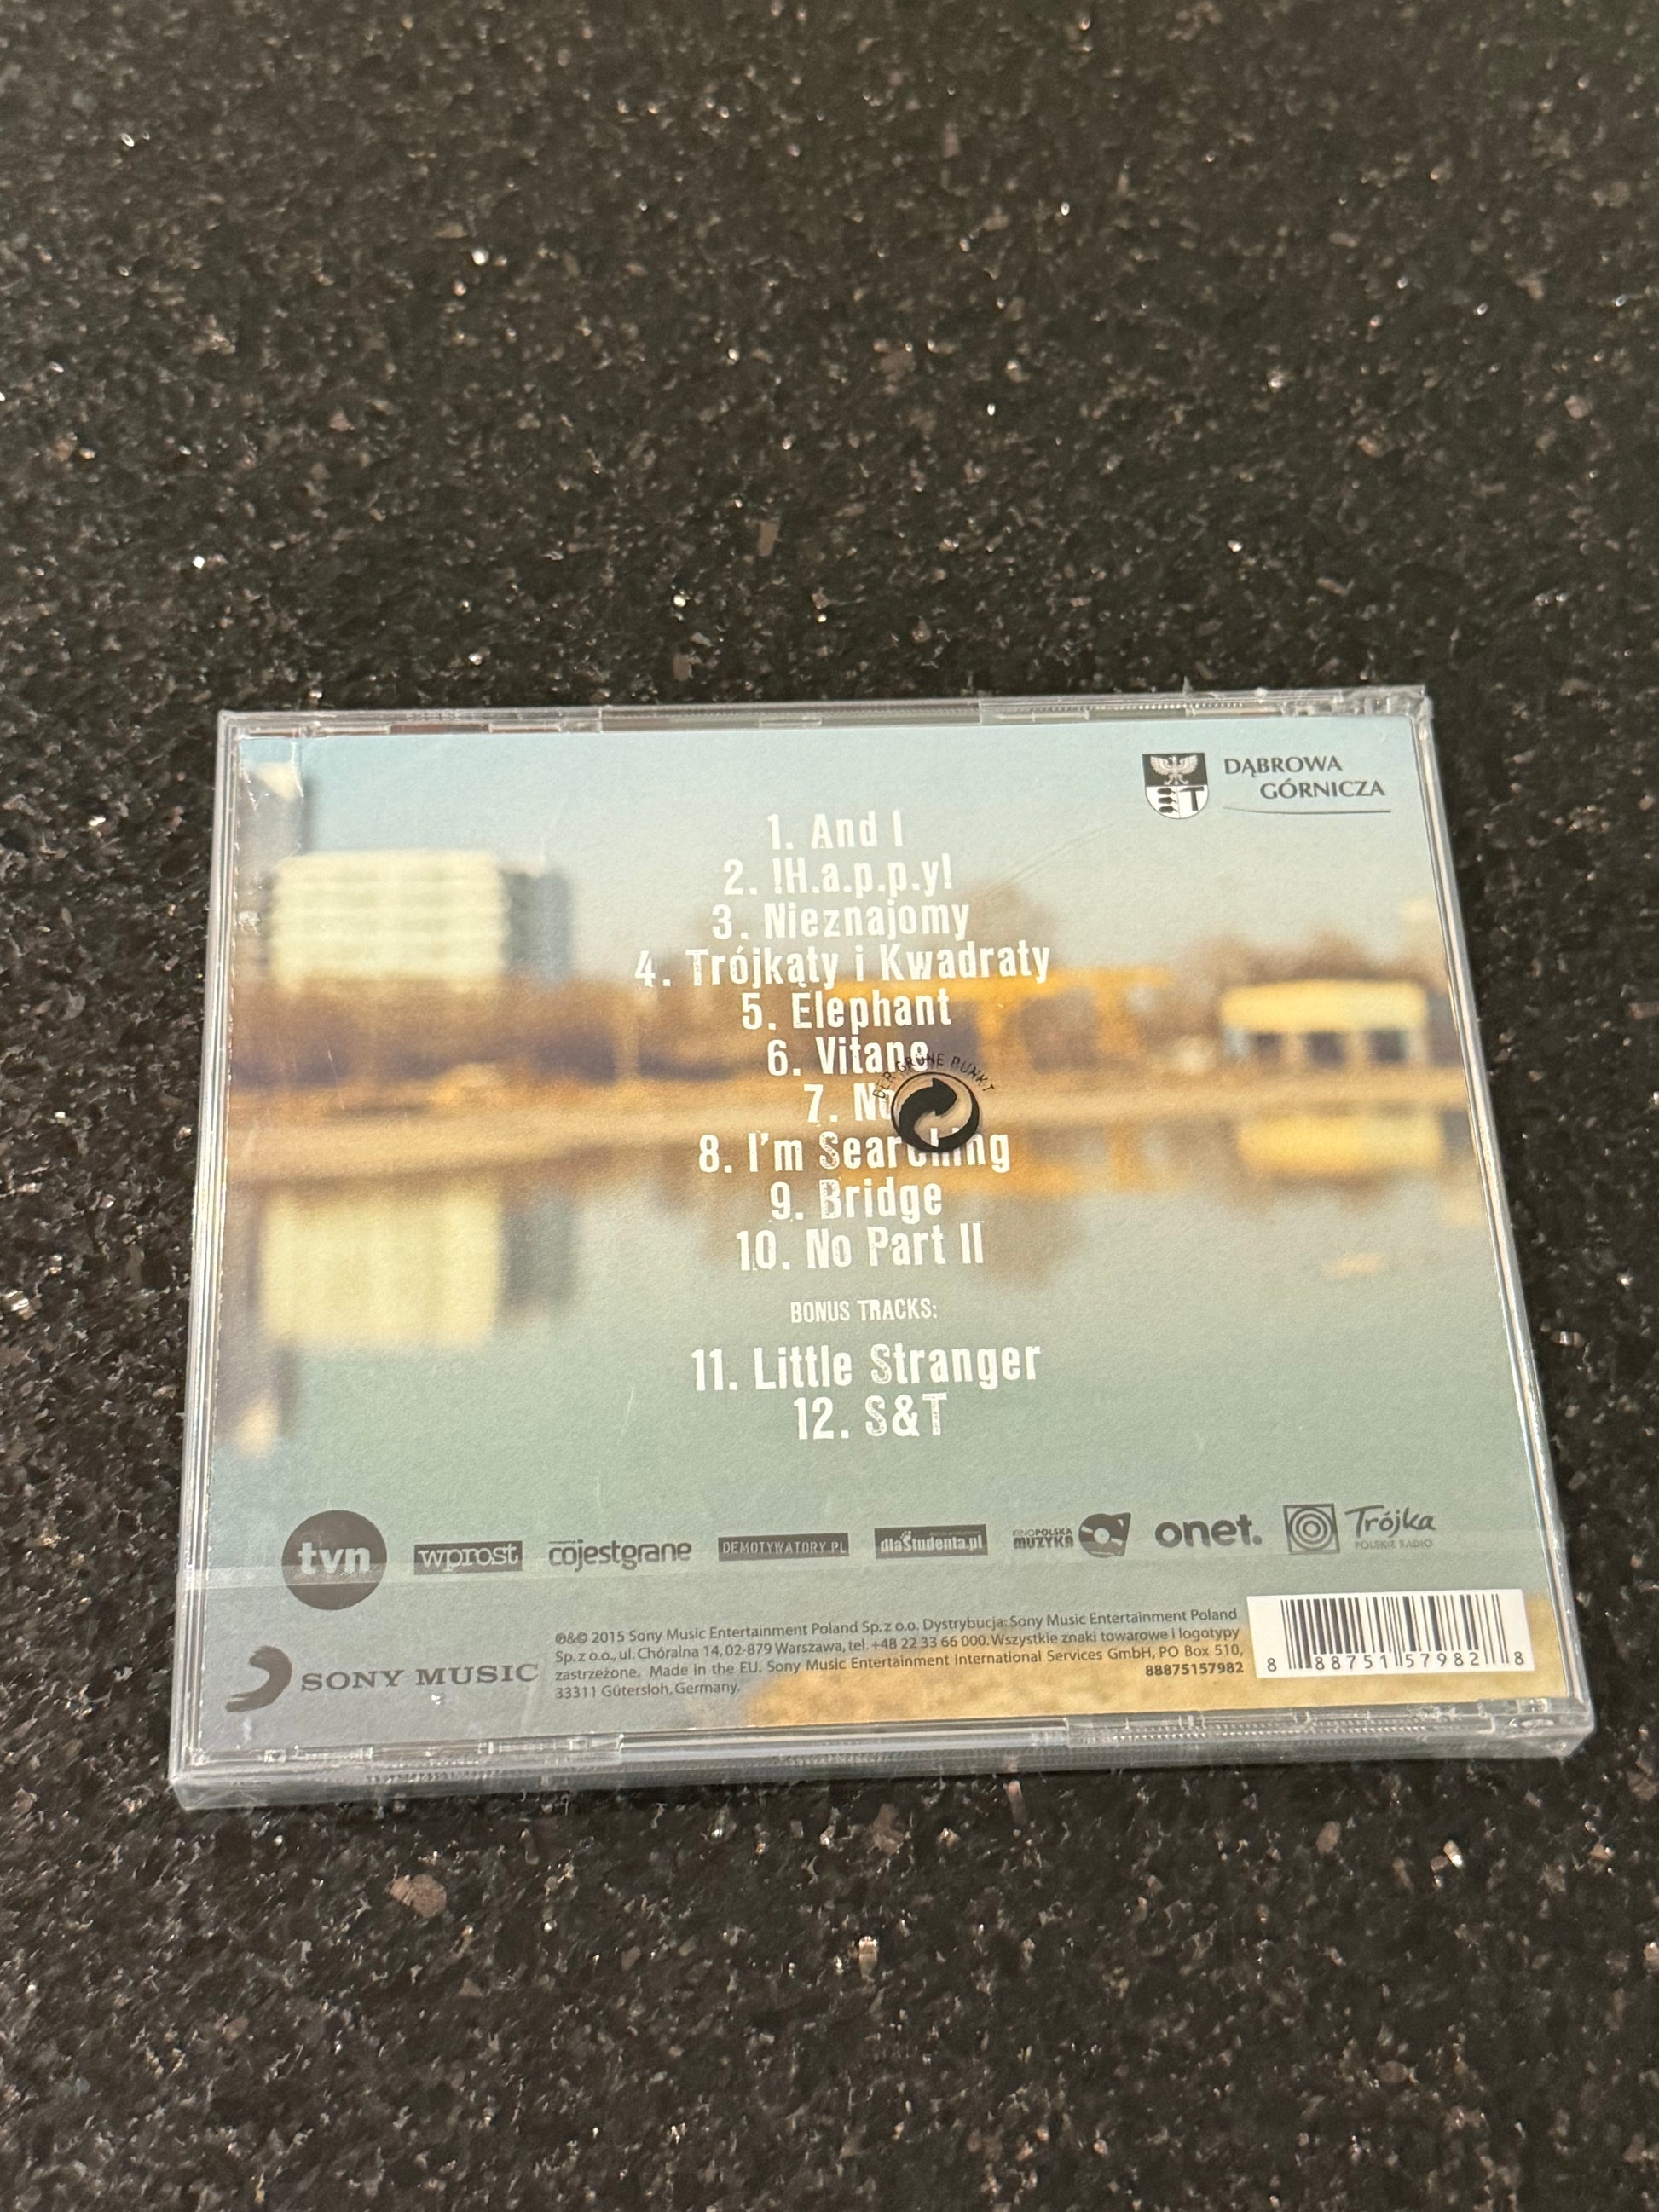 DĄBROWA
GÓRNICZA
1. And I
2. !H.a.p.p.y!
3. Nieznajomy
4. Trójkąty i Kwadraty
5. Elephant
6. Vitane
DER GRÜNE PUNKT
7.
8. I'm Searching
9. Bridge
10. No Part II
BONUS TRACKS:
11. Little Stranger
12. S&T
tvn wprost cojestgrane DEMOTYWATORY.PL dlaStudenta.pl KINOPOLSKA MUZYKA onet. Trójka POLSKIE RADIO
SONY MUSIC
℗&© 2015 Sony Music Entertainment Poland Sp. z o.o. Dystrybucja: Sony Music Entertainment Poland
Sp. z o.o., ul. Chóralna 14, 02-879 Warszawa, tel. +48 22 33 66 000. Wszystkie znaki towarowe i logotypy
zastrzeżone. Made in the EU. Sony Music Entertainment International Services GmbH, PO Box 510,
33311 Gütersloh, Germany. 88875157982
8 88751 57982 8